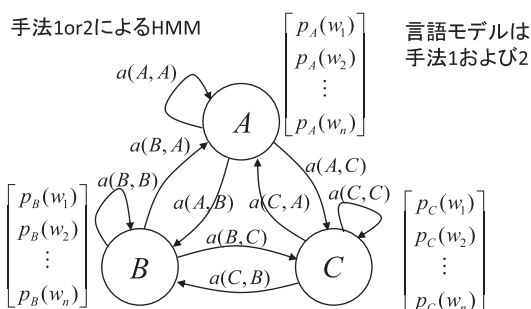 手法1or2によるHMM
言語モデルは
手法1および2
p_A(w_1)
p_A(w_2)
⋮
p_A(w_n)
a(A, A)
A
a(B, A)
a(A, C)
a(B, B)
a(A, B)
a(C, A)
a(C, C)
p_B(w_1)
p_B(w_2)
⋮
p_B(w_n)
B
a(B, C)
C
a(C, B)
p_C(w_1)
p_C(w_2)
⋮
p_C(w_n)